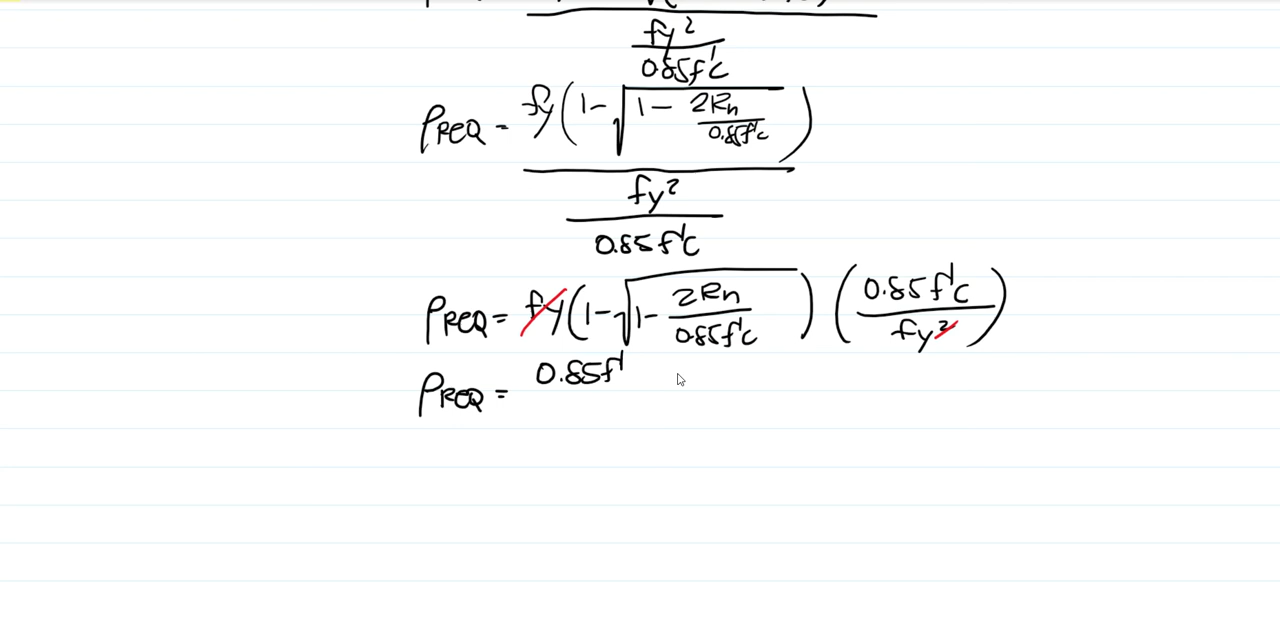 fy²
0.85f'c
ρREQ = fy(1-√(1 - 2Rn/0.85f'c))
fy²
0.85f'c
ρREQ = fy(1-√(1- 2Rn/0.85f'c)) (0.85f'c/fy²)
ρREQ = 0.85f'